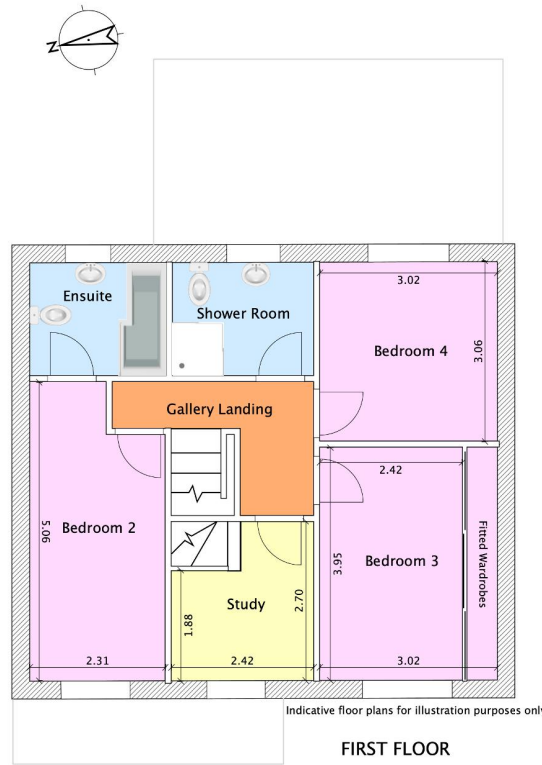 N
Ensuite
Shower Room
3.02
Bedroom 4
3.06
Gallery Landing
2.42
Bedroom 2
5.06
Bedroom 3
3.95
Fitted Wardrobes
Study
1.88
2.70
2.31
2.42
3.02
Indicative floor plans for illustration purposes only
FIRST FLOOR